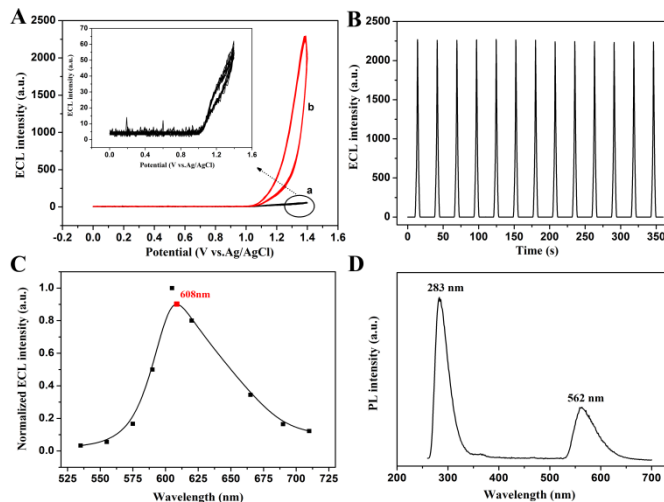 A
2500
2000
1500
1000
500
0
ECL intensity (a.u.)
-0.2 0.0 0.2 0.4 0.6 0.8 1.0 1.2 1.4 1.6
Potential (V vs.Ag/AgCl)
70
60
50
40
30
20
10
0
ECL intensity (a.u.)
0.0 0.4 0.8 1.2 1.6
Potential (V vs.Ag/AgCl)
b
a
B
2500
2000
1500
1000
500
0
ECL intensity (a.u.)
0 50 100 150 200 250 300 350
Time (s)
C
1.0
0.8
0.6
0.4
0.2
0.0
Normalized ECL intensity (a.u.)
608nm
525 550 575 600 625 650 675 700 725
Wavelength (nm)
D
PL intensity (a.u.)
283 nm
562 nm
200 300 400 500 600 700
Wavelength (nm)